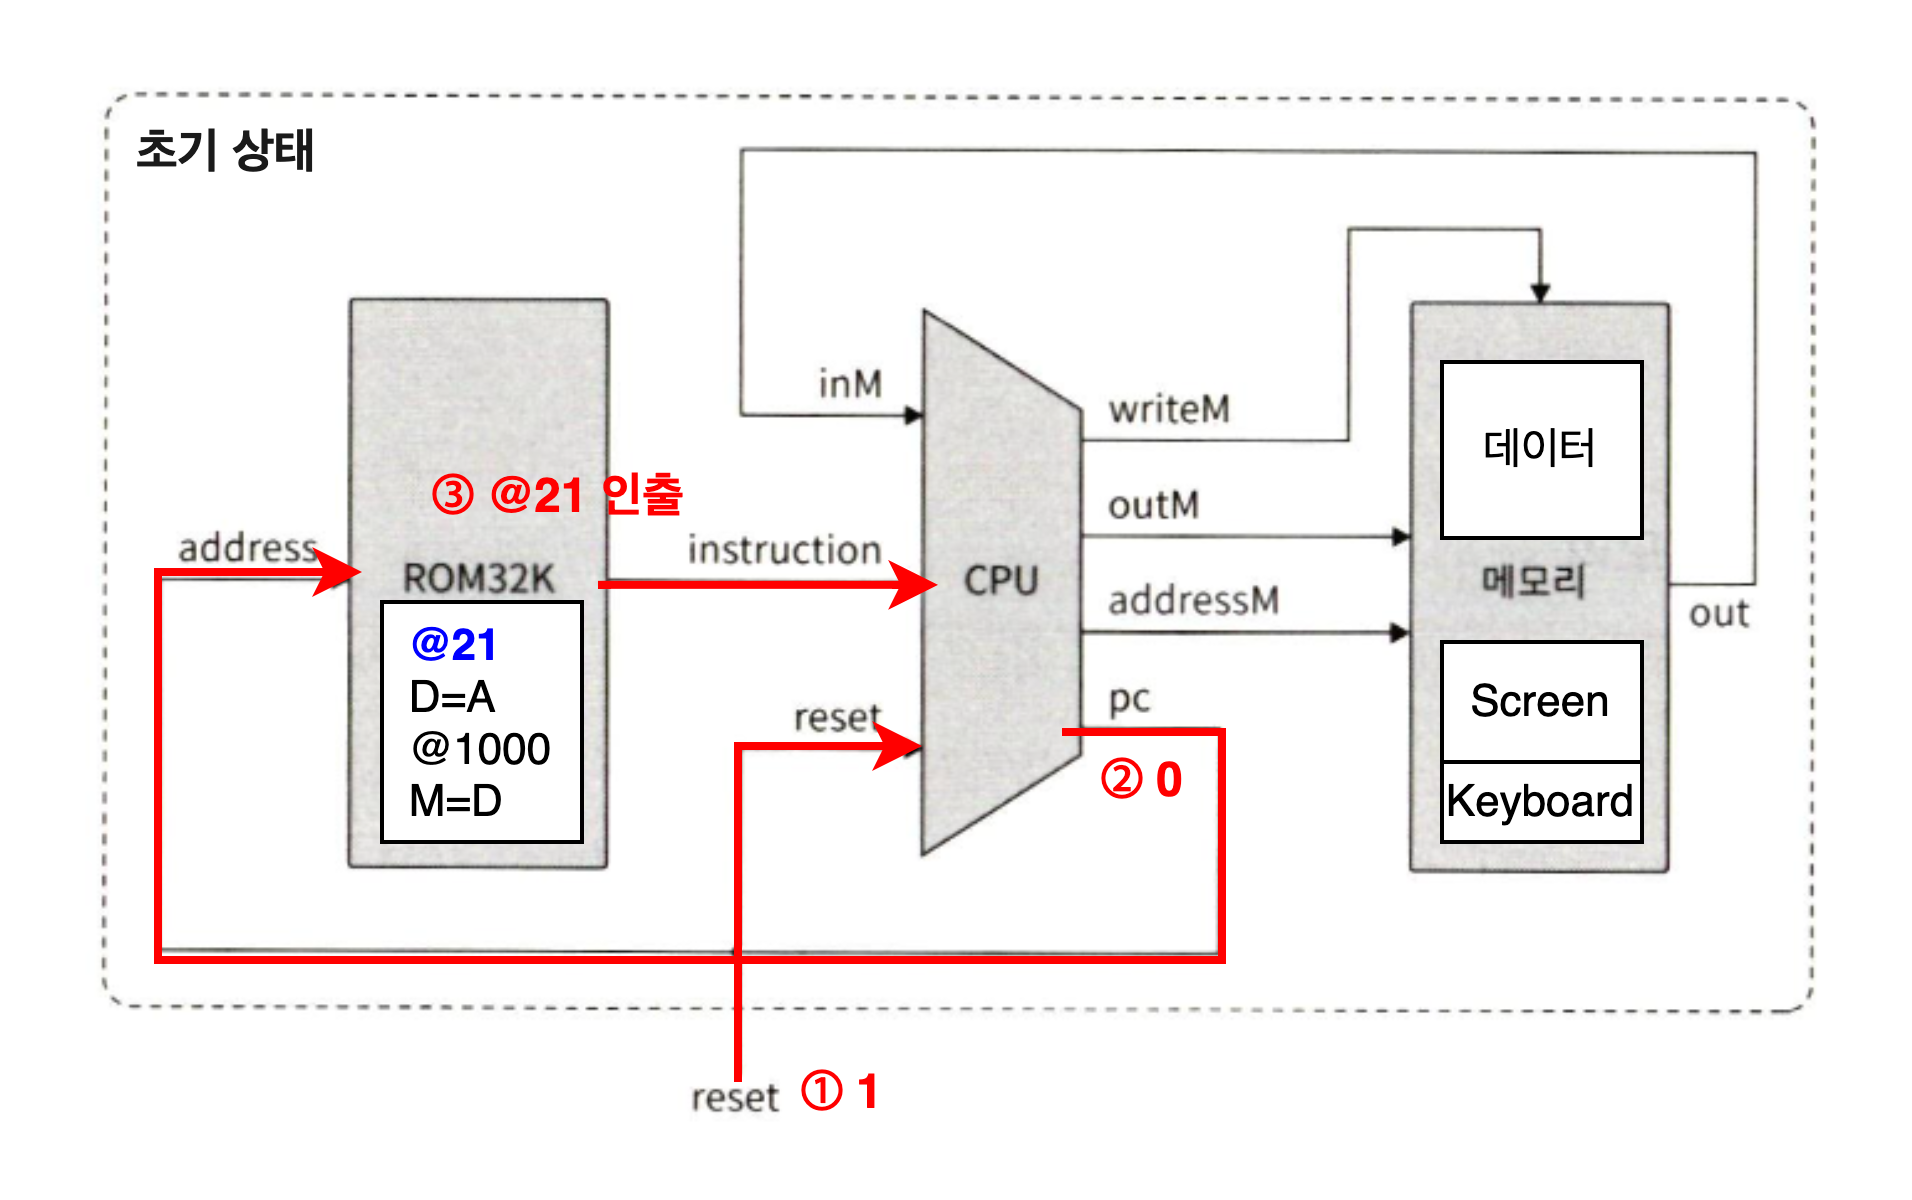 초기 상태
inM
writeM
데이터
③ @21 인출
outM
address
instruction
ROM32K
CPU
메모리
addressM
out
@21
D=A
@1000
M=D
reset
pc
② 0
Screen
Keyboard
reset
① 1